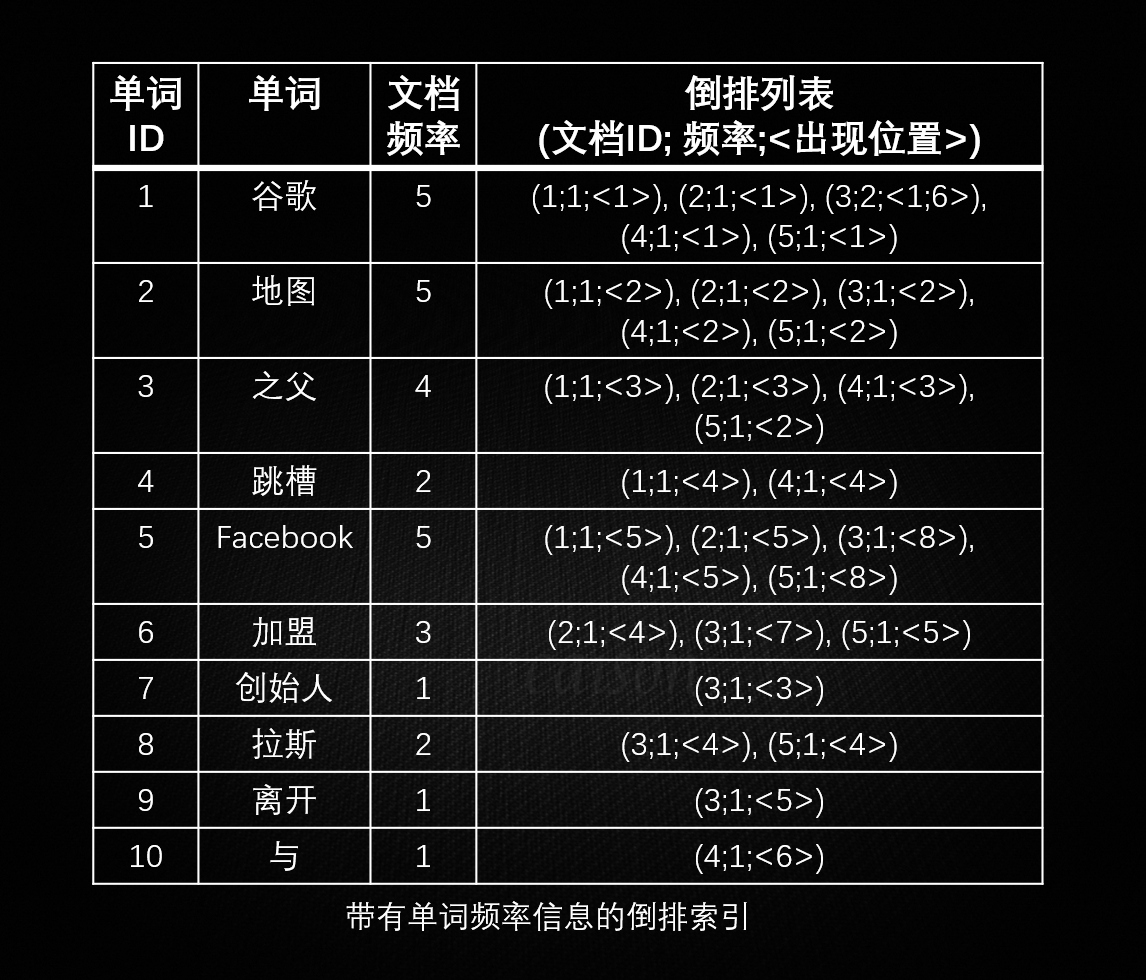 单词 单词 文档 倒排列表
ID 频率 (文档ID; 频率;<出现位置>)
1 谷歌 5 (1;1;<1>), (2;1;<1>), (3;2;<1;6>),
(4;1;<1>), (5;1;<1>)
2 地图 5 (1;1;<2>), (2;1;<2>), (3;1;<2>),
(4;1;<2>), (5;1;<2>)
3 之父 4 (1;1;<3>), (2;1;<3>), (4;1;<3>),
(5;1;<2>)
4 跳槽 2 (1;1;<4>), (4;1;<4>)
5 Facebook 5 (1;1;<5>), (2;1;<5>), (3;1;<8>),
(4;1;<5>), (5;1;<8>)
6 加盟 3 (2;1;<4>), (3;1;<7>), (5;1;<5>)
7 创始人 1 (3;1;<3>)
8 拉斯 2 (3;1;<4>), (5;1;<4>)
9 离开 1 (3;1;<5>)
10 与 1 (4;1;<6>)
带有单词频率信息的倒排索引